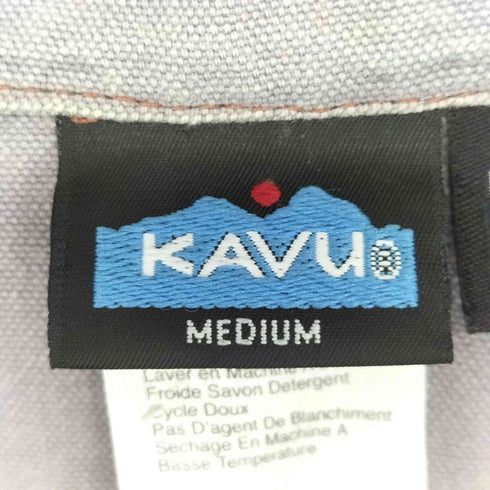 KAVU®
MEDIUM
Laver en Machine
Froide Savon Detergent
Cycle Doux
Pas D'agent De Blanchiment
Sechage En Machine A
Basse Temperature